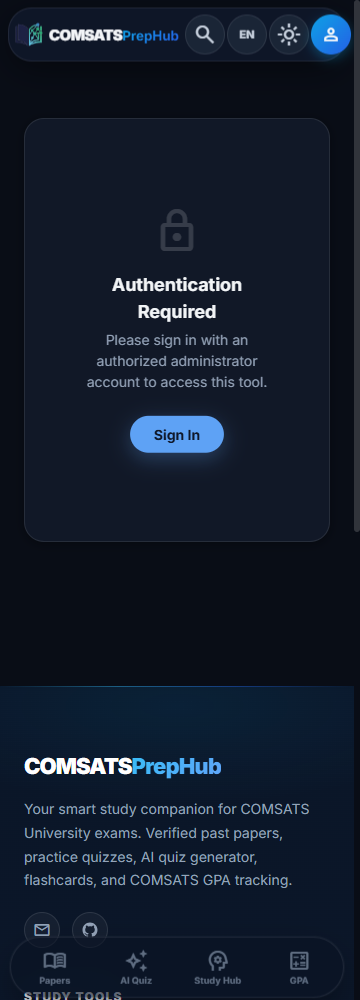 COMSATSPrepHub EN
Authentication
Required
Please sign in with an
authorized administrator
account to access this tool.
Sign In
COMSATSPrepHub
Your smart study companion for COMSATS
University exams. Verified past papers,
practice quizzes, AI quiz generator,
flashcards, and COMSATS GPA tracking.
Papers AI Quiz Study Hub GPA
STUDY TOOLS